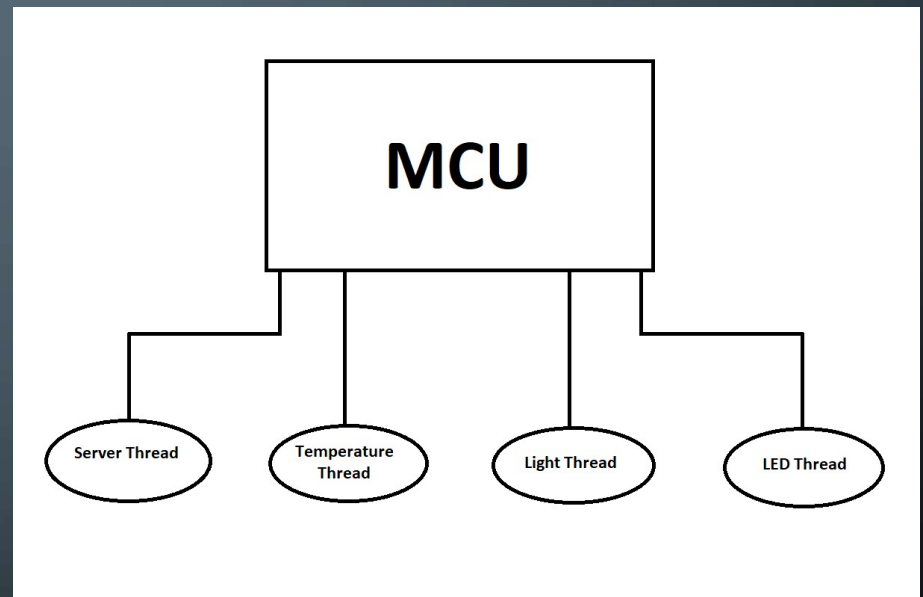 MCU
Server Thread
Temperature
Thread
Light Thread
LED Thread